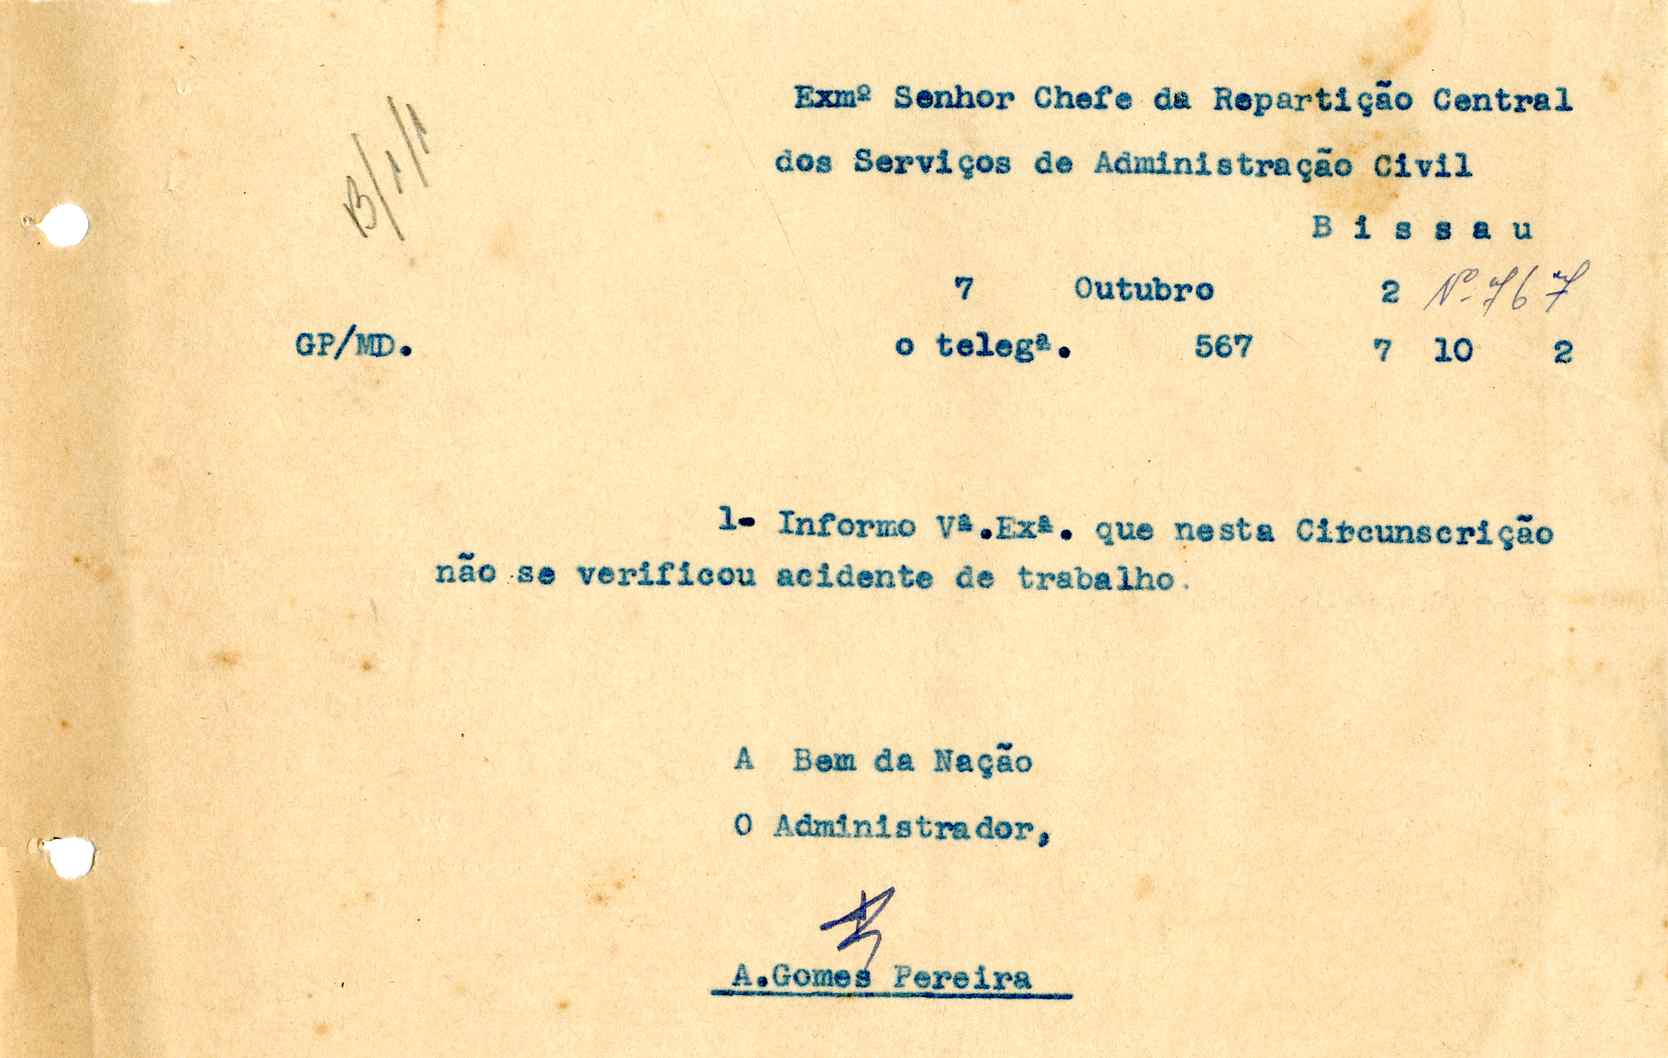 B/1/1
Exmº Senhor Chefe da Repartição Central
dos Serviços de Administração Civil
B i s s a u
7 Outubro 2 Nº 767
GP/MD. o telegª. 567 7 10 2
1- Informo Vª.Exª. que nesta Circunscrição
não se verificou acidente de trabalho.
A Bem da Nação
O Administrador,
A.Gomes Pereira